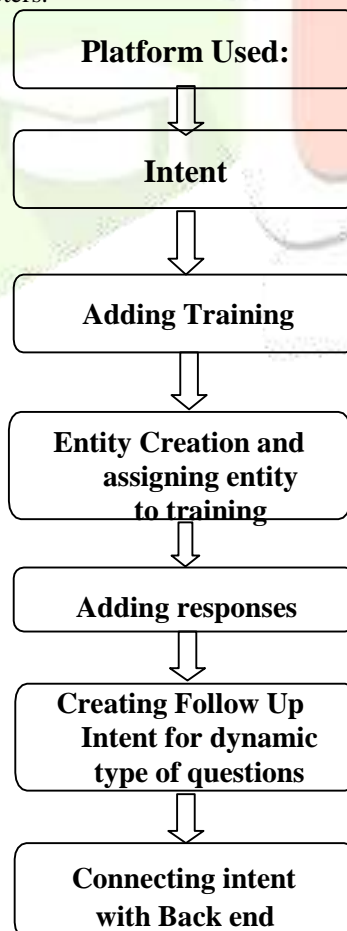 Platform Used:
Intent
Adding Training
Entity Creation and
assigning entity
to training
Adding responses
Creating Follow Up
Intent for dynamic
type of questions
Connecting intent
with Back end